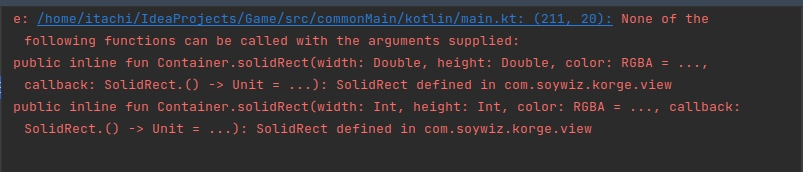 e: /home/itachi/IdeaProjects/Game/src/commonMain/kotlin/main.kt: (211, 20): None of the
following functions can be called with the arguments supplied:
public inline fun Container.solidRect(width: Double, height: Double, color: RGBA = ...,
callback: SolidRect.() -> Unit = ...): SolidRect defined in com.soywiz.korge.view
public inline fun Container.solidRect(width: Int, height: Int, color: RGBA = ..., callback:
SolidRect.() -> Unit = ...): SolidRect defined in com.soywiz.korge.view